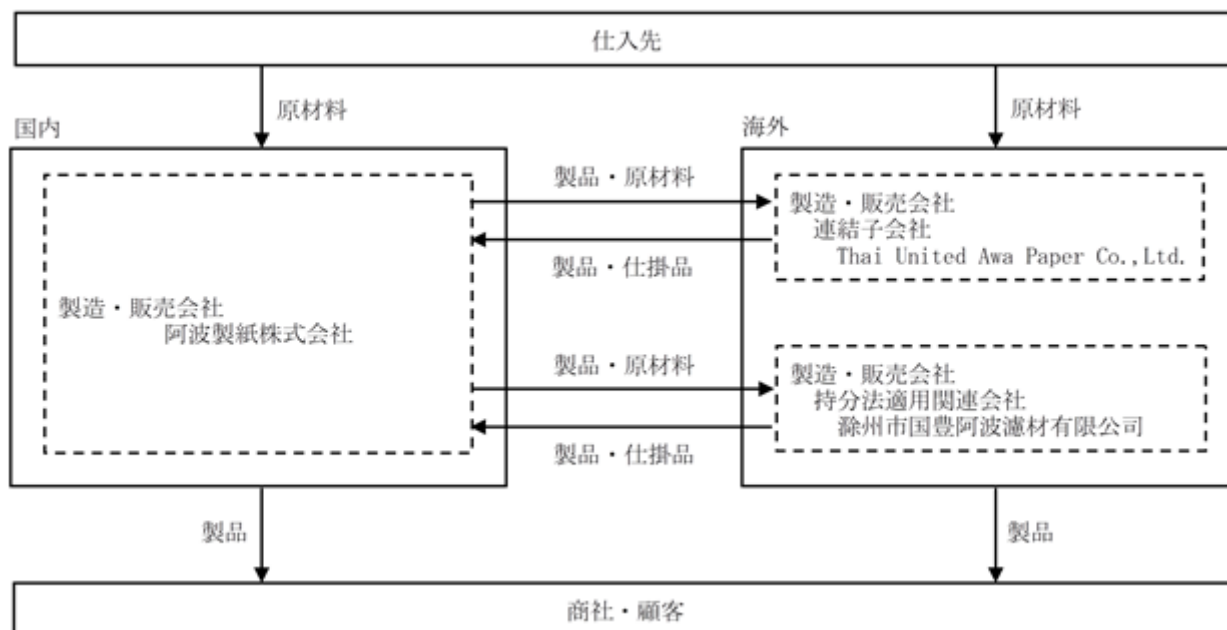 仕入先
原材料
原材料
国内
海外
製品・原材料
製造・販売会社
連結子会社
Thai United Awa Paper Co.,Ltd.
製品・仕掛品
製造・販売会社
阿波製紙株式会社
製品・原材料
製造・販売会社
持分法適用関連会社
滁州市国豊阿波濾材有限公司
製品・仕掛品
製品
製品
商社・顧客